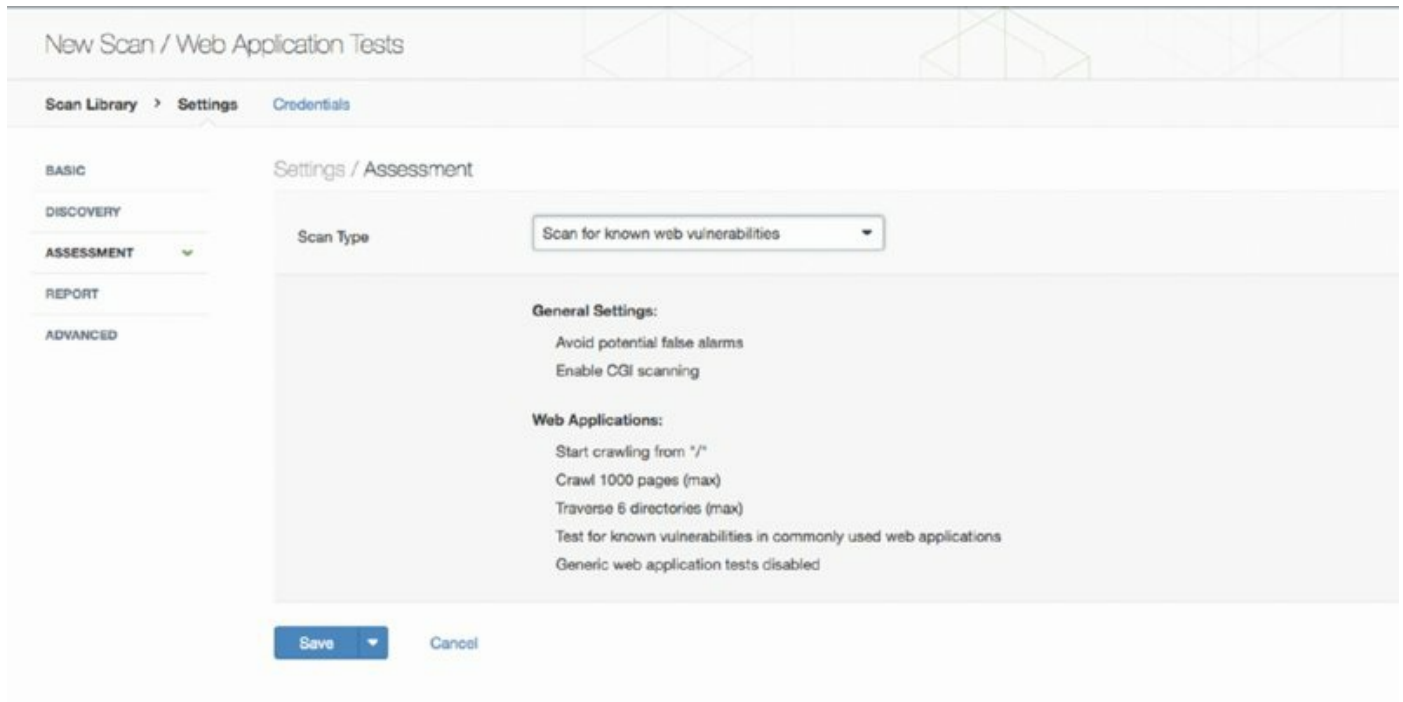 New Scan / Web Application Tests
Scan Library > Settings Credentials
BASIC
DISCOVERY
ASSESSMENT
REPORT
ADVANCED
Settings / Assessment
Scan Type Scan for known web vulnerabilities
General Settings:
Avoid potential false alarms
Enable CGI scanning
Web Applications:
Start crawling from "/"
Crawl 1000 pages (max)
Traverse 6 directories (max)
Test for known vulnerabilities in commonly used web applications
Generic web application tests disabled
Save Cancel